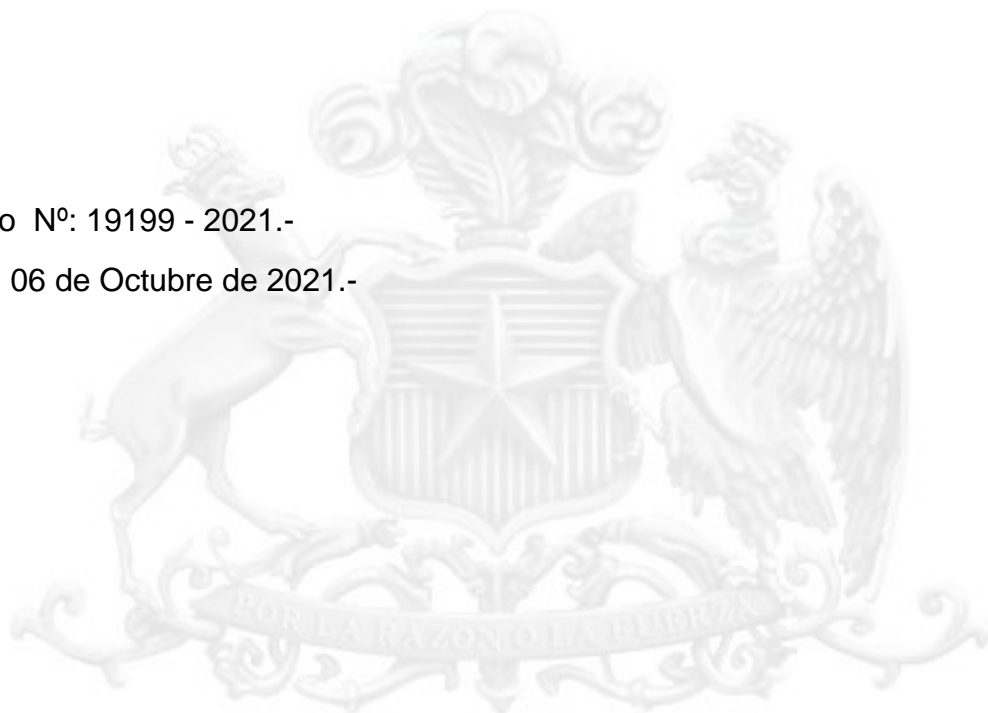 o Nº: 19199 - 2021.-
06 de Octubre de 2021.-
POR LA RAZON O LA FUERZA